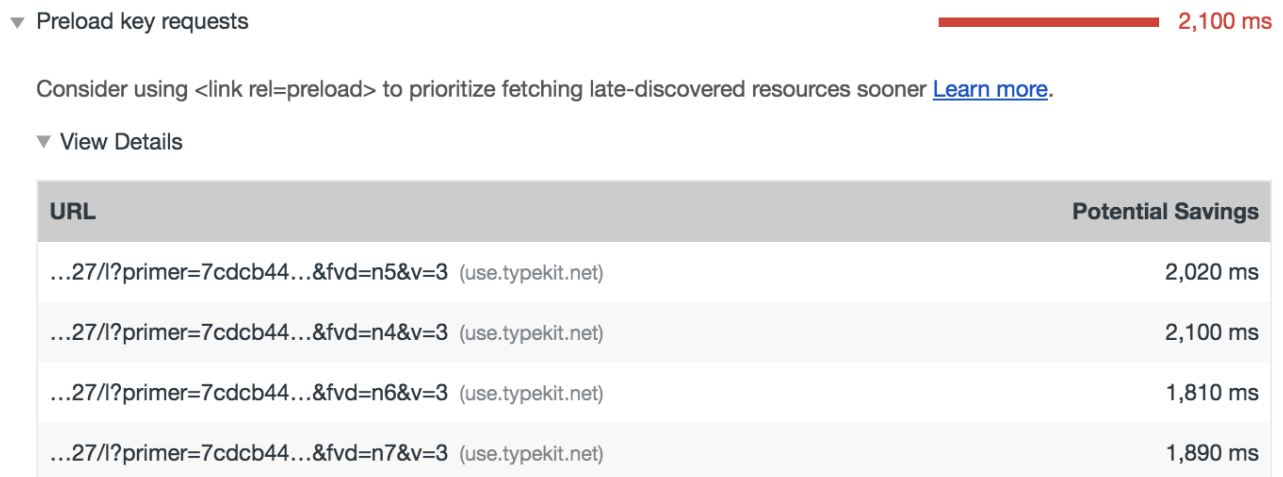 Preload key requests 2,100 ms
Consider using <link rel=preload> to prioritize fetching late-discovered resources sooner Learn more.
View Details
URL Potential Savings
…27/l?primer=7cdcb44…&fvd=n5&v=3 (use.typekit.net) 2,020 ms
…27/l?primer=7cdcb44…&fvd=n4&v=3 (use.typekit.net) 2,100 ms
…27/l?primer=7cdcb44…&fvd=n6&v=3 (use.typekit.net) 1,810 ms
…27/l?primer=7cdcb44…&fvd=n7&v=3 (use.typekit.net) 1,890 ms